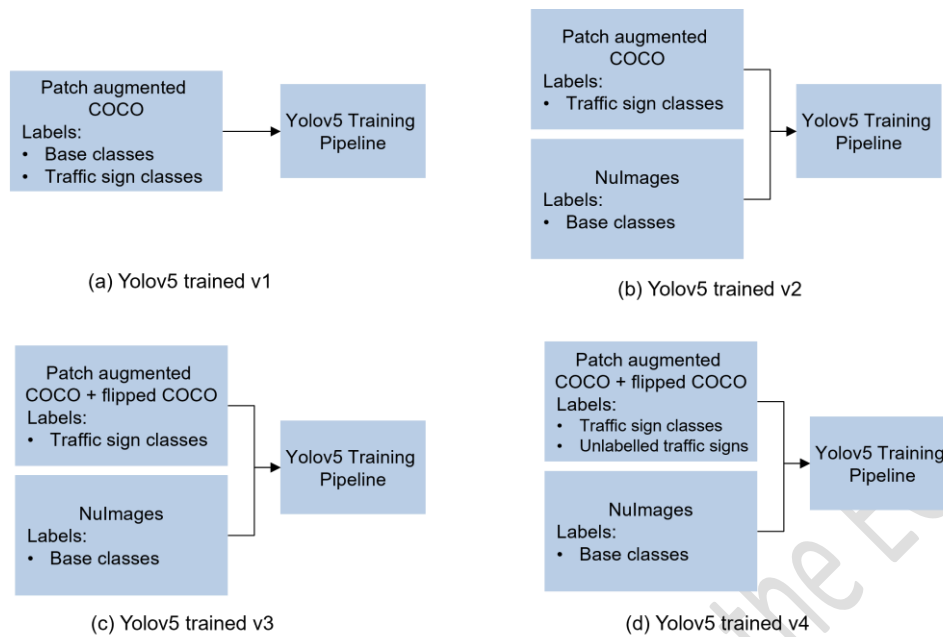 Patch augmented
COCO
Labels:
• Base classes
• Traffic sign classes
Yolov5 Training
Pipeline
(a) Yolov5 trained v1
Patch augmented
COCO
Labels:
• Traffic sign classes
NuImages
Labels:
• Base classes
Yolov5 Training
Pipeline
(b) Yolov5 trained v2
Patch augmented
COCO + flipped COCO
Labels:
• Traffic sign classes
NuImages
Labels:
• Base classes
Yolov5 Training
Pipeline
(c) Yolov5 trained v3
Patch augmented
COCO + flipped COCO
Labels:
• Traffic sign classes
• Unlabelled traffic signs
NuImages
Labels:
• Base classes
Yolov5 Training
Pipeline
(d) Yolov5 trained v4
the